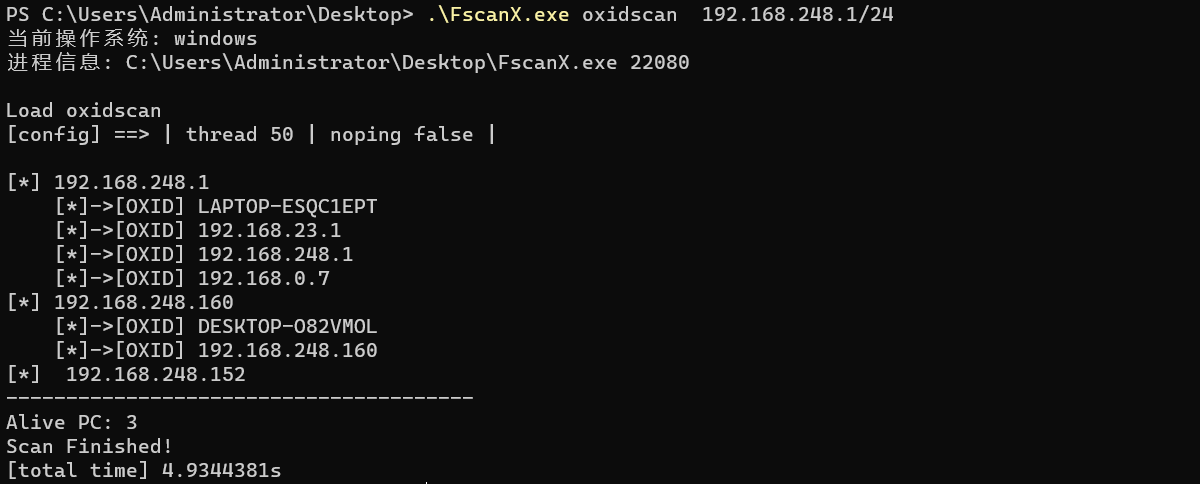 PS C:\Users\Administrator\Desktop> .\FscanX.exe oxidscan  192.168.248.1/24
当前操作系统: windows
进程信息: C:\Users\Administrator\Desktop\FscanX.exe 22080
Load oxidscan
[config] ==> | thread 50 | noping false |
[*] 192.168.248.1
    [*]->[OXID] LAPTOP-ESQC1EPT
    [*]->[OXID] 192.168.23.1
    [*]->[OXID] 192.168.248.1
    [*]->[OXID] 192.168.0.7
[*] 192.168.248.160
    [*]->[OXID] DESKTOP-O82VMOL
    [*]->[OXID] 192.168.248.160
[*]  192.168.248.152
---------------------------------------
Alive PC: 3
Scan Finished!
[total time] 4.9344381s